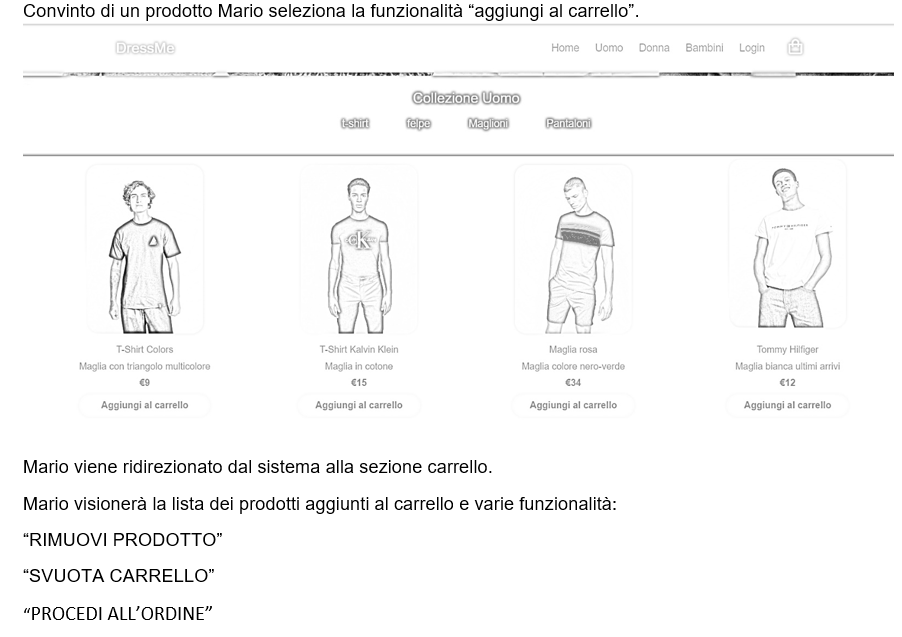 Convinto di un prodotto Mario seleziona la funzionalità “aggiungi al carrello”.
DressMe Home Uomo Donna Bambini Login
Collezione Uomo
t-shirt felpe Maglioni Pantaloni
CK
T-Shirt Colors T-Shirt Kalvin Klein Maglia rosa Tommy Hilfiger
Maglia con triangolo multicolore Maglia in cotone Maglia colore nero-verde Maglia bianca ultimi arrivi
€9 €15 €34 €12
Aggiungi al carrello Aggiungi al carrello Aggiungi al carrello Aggiungi al carrello
Mario viene ridirezionato dal sistema alla sezione carrello.
Mario visionerà la lista dei prodotti aggiunti al carrello e varie funzionalità:
“RIMUOVI PRODOTTO”
“SVUOTA CARRELLO”
“PROCEDI ALL’ORDINE”